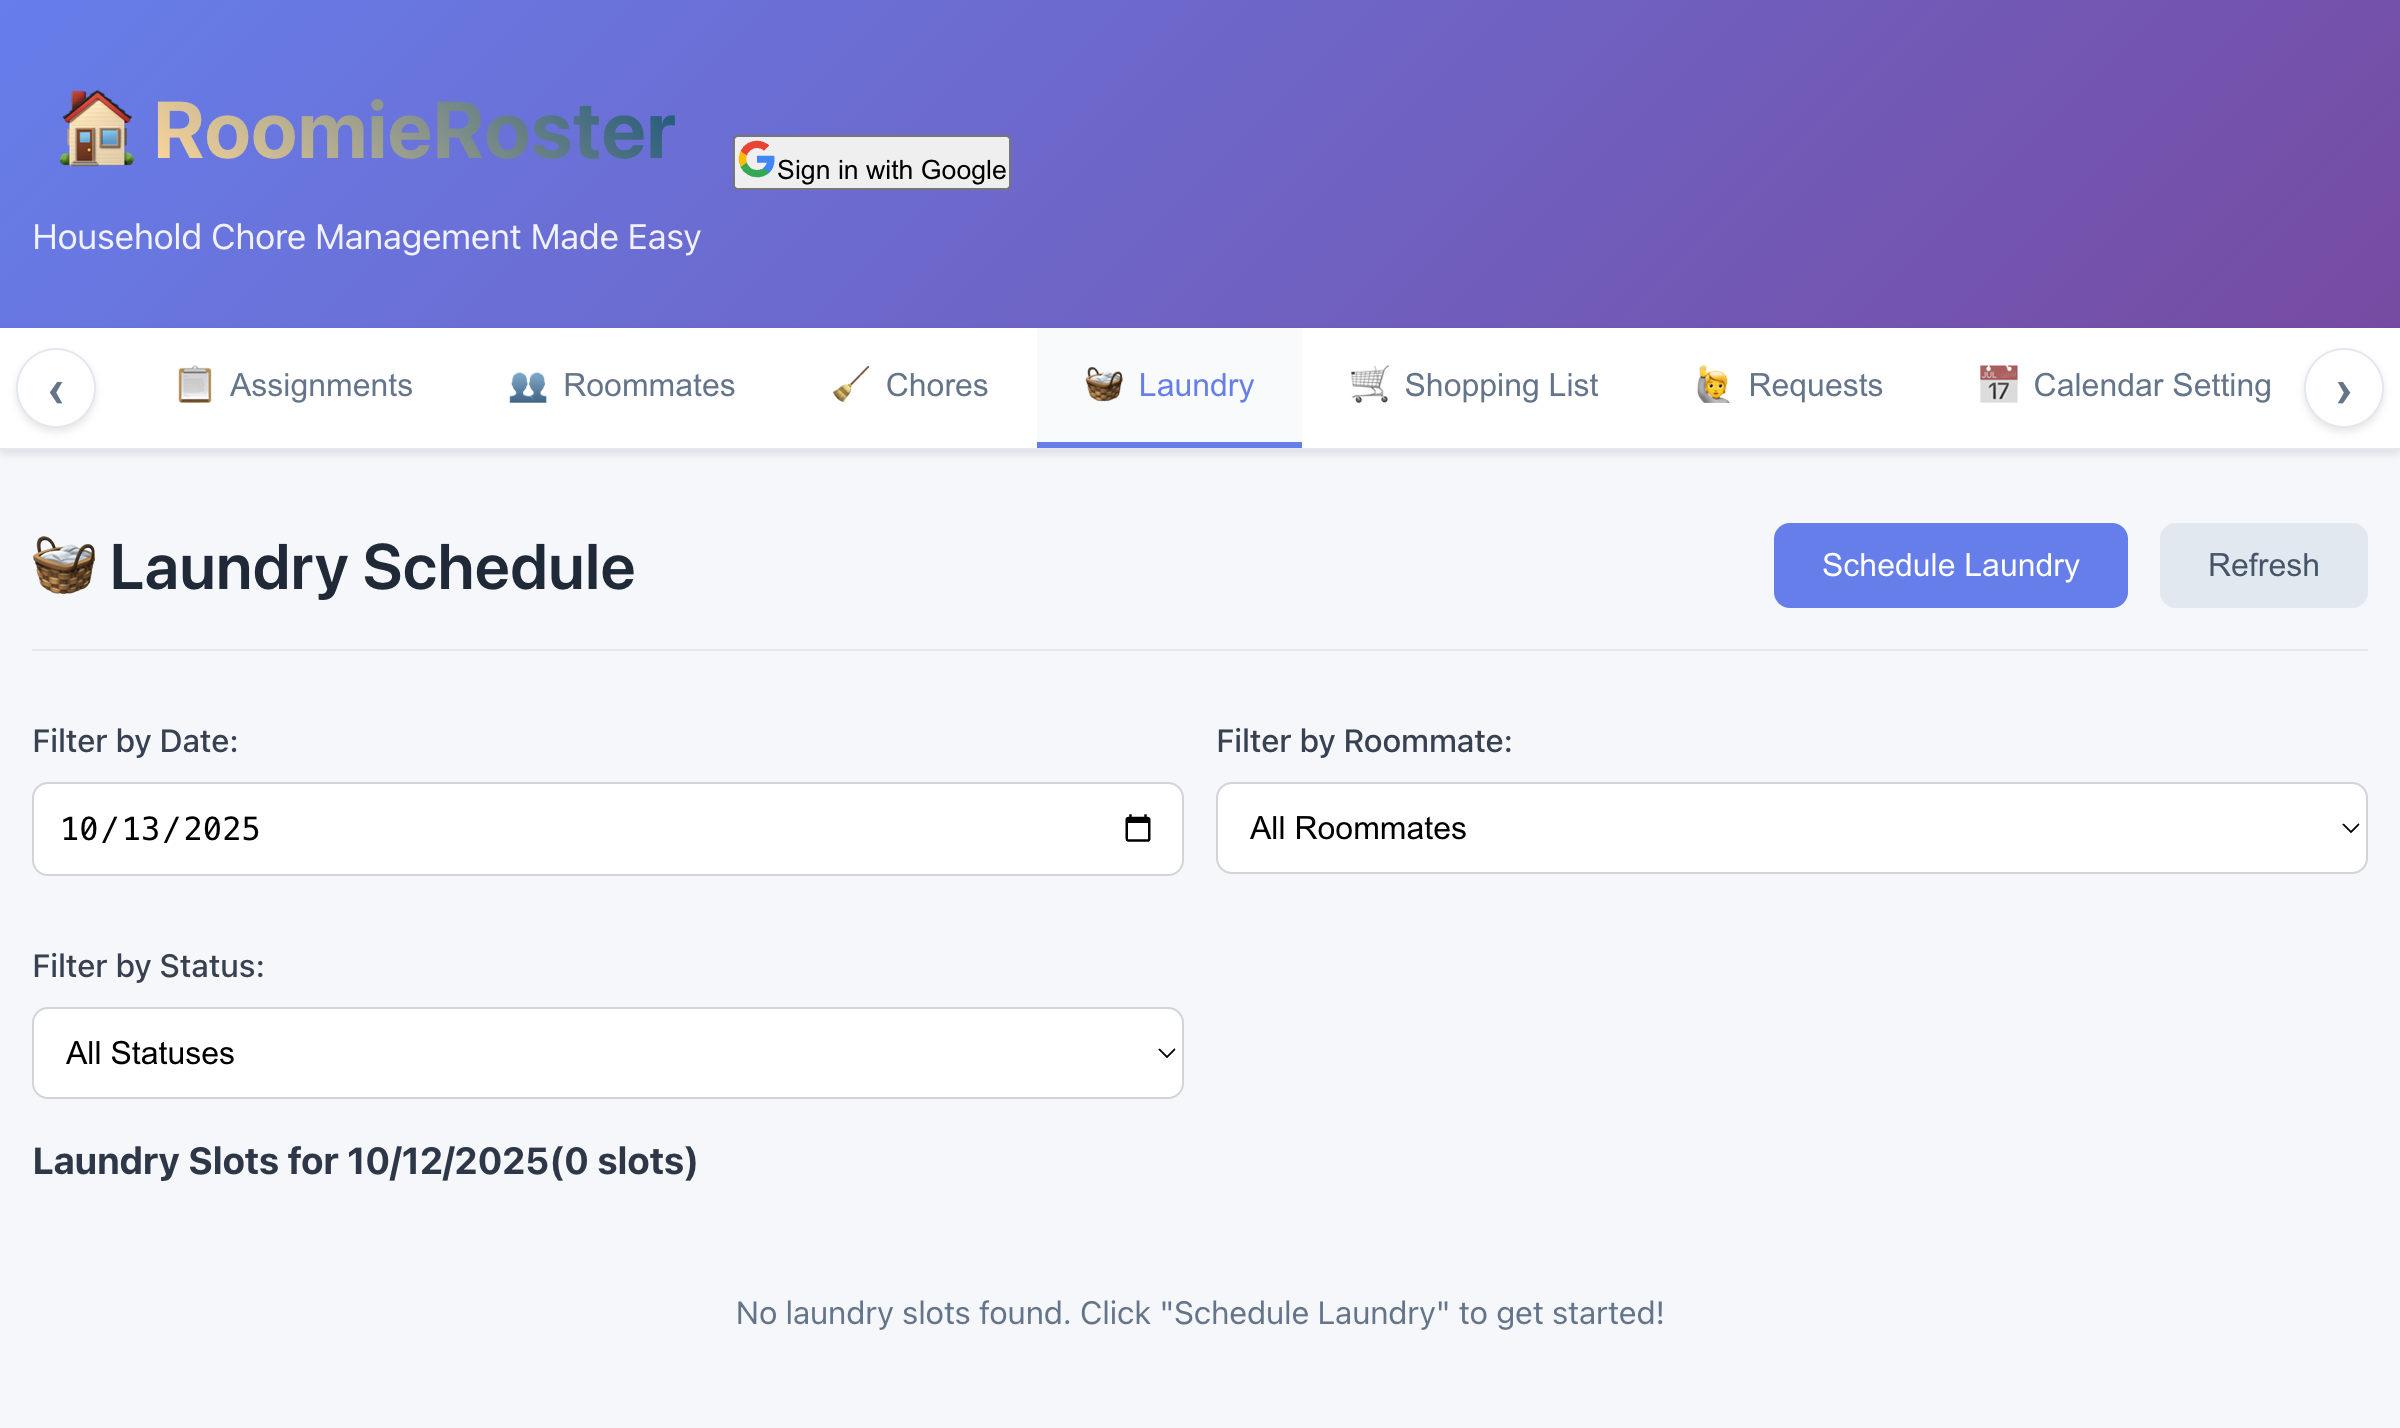 RoomieRoster
Sign in with Google
Household Chore Management Made Easy
‹
Assignments
Roommates
Chores
Laundry
Shopping List
Requests
JUL
17
Calendar Setting
›
Laundry Schedule
Schedule Laundry
Refresh
Filter by Date:
Filter by Roommate:
10/13/2025
All Roommates
Filter by Status:
All Statuses
Laundry Slots for 10/12/2025(0 slots)
No laundry slots found. Click "Schedule Laundry" to get started!